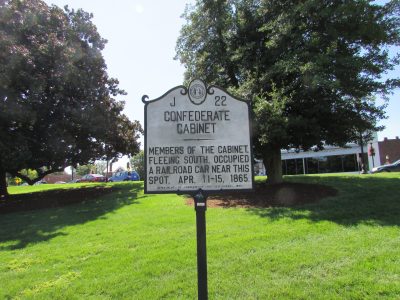 J 22
CONFEDERATE
CABINET
MEMBERS OF THE CABINET,
FLEEING SOUTH, OCCUPIED
A RAILROAD CAR NEAR THIS
SPOT, APR. 11-15, 1865.